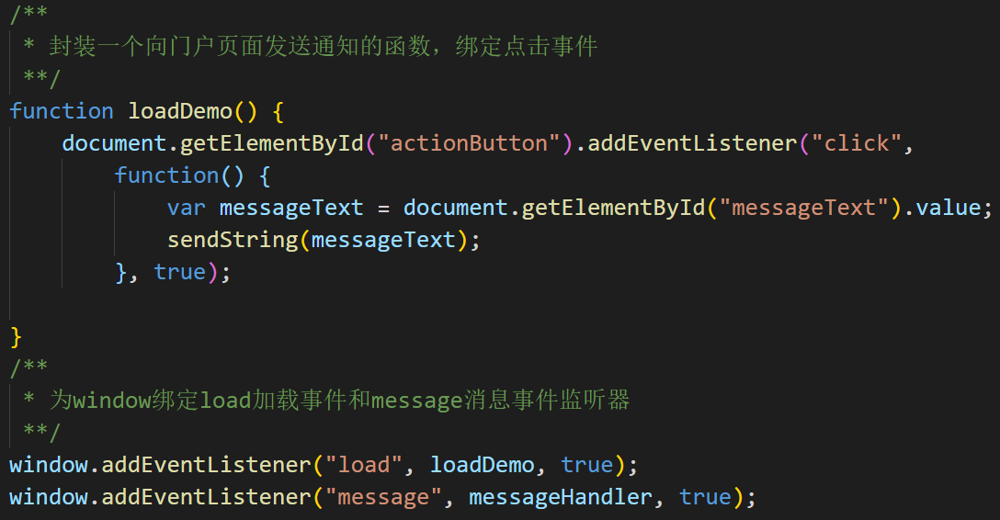 /**
 * 封装一个向门户页面发送通知的函数，绑定点击事件
 **/
function loadDemo() {
    document.getElementById("actionButton").addEventListener("click",
        function() {
            var messageText = document.getElementById("messageText").value;
            sendString(messageText);
        }, true);

}
/**
 * 为window绑定load加载事件和message消息事件监听器
 **/
window.addEventListener("load", loadDemo, true);
window.addEventListener("message", messageHandler, true);